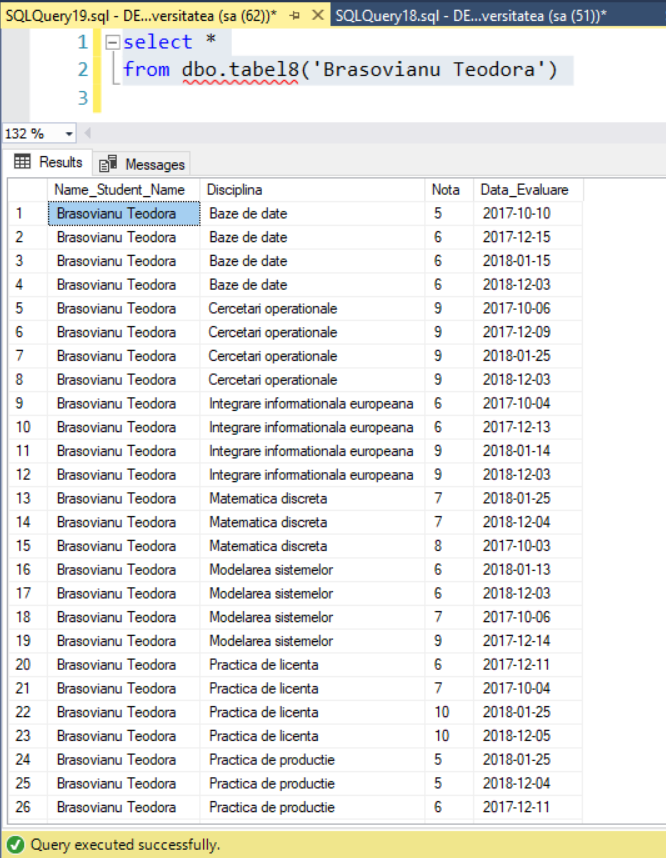 SQLQuery19.sql - DE...versitatea (sa (62))* SQLQuery18.sql - DE...versitatea (sa (51))*
1 select *
2 from dbo.tabel8('Brasovianu Teodora')
3
132 %
Results Messages
Name_Student_Name Disciplina Nota Data_Evaluare
1 Brasovianu Teodora Baze de date 5 2017-10-10
2 Brasovianu Teodora Baze de date 6 2017-12-15
3 Brasovianu Teodora Baze de date 6 2018-01-15
4 Brasovianu Teodora Baze de date 6 2018-12-03
5 Brasovianu Teodora Cercetari operationale 9 2017-10-06
6 Brasovianu Teodora Cercetari operationale 9 2017-12-09
7 Brasovianu Teodora Cercetari operationale 9 2018-01-25
8 Brasovianu Teodora Cercetari operationale 9 2018-12-03
9 Brasovianu Teodora Integrare informationala europeana 6 2017-10-04
10 Brasovianu Teodora Integrare informationala europeana 6 2017-12-13
11 Brasovianu Teodora Integrare informationala europeana 9 2018-01-14
12 Brasovianu Teodora Integrare informationala europeana 9 2018-12-03
13 Brasovianu Teodora Matematica discreta 7 2018-01-25
14 Brasovianu Teodora Matematica discreta 7 2018-12-04
15 Brasovianu Teodora Matematica discreta 8 2017-10-03
16 Brasovianu Teodora Modelarea sistemelor 6 2018-01-13
17 Brasovianu Teodora Modelarea sistemelor 6 2018-12-03
18 Brasovianu Teodora Modelarea sistemelor 7 2017-10-06
19 Brasovianu Teodora Modelarea sistemelor 9 2017-12-14
20 Brasovianu Teodora Practica de licenta 6 2017-12-11
21 Brasovianu Teodora Practica de licenta 7 2017-10-04
22 Brasovianu Teodora Practica de licenta 10 2018-01-25
23 Brasovianu Teodora Practica de licenta 10 2018-12-05
24 Brasovianu Teodora Practica de productie 5 2018-01-25
25 Brasovianu Teodora Practica de productie 5 2018-12-04
26 Brasovianu Teodora Practica de productie 6 2017-12-11
Query executed successfully.